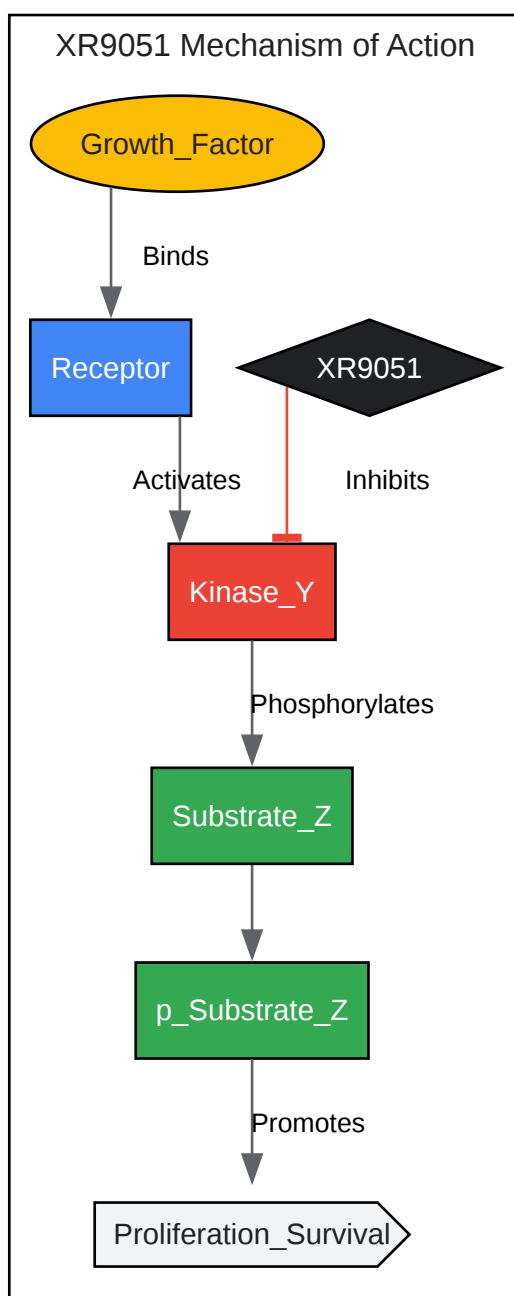 XR9051 Mechanism of Action
Growth_Factor
Binds
Receptor
XR9051
Activates
Inhibits
Kinase_Y
Phosphorylates
Substrate_Z
p_Substrate_Z
Promotes
Proliferation_Survival